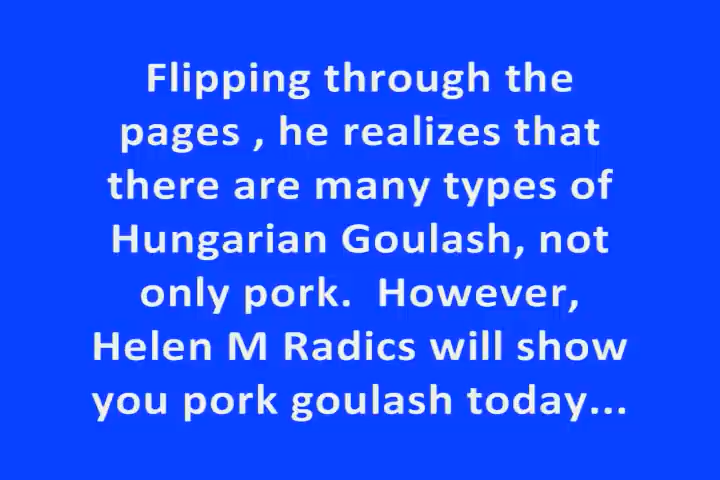 Flipping through the
pages , he realizes that
there are many types of
Hungarian Goulash, not
only pork.  However,
Helen M Radics will show
you pork goulash today...